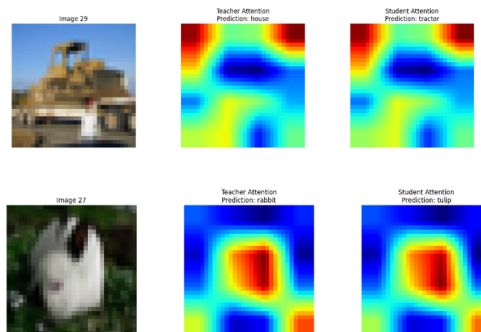 Image 29
Teacher Attention
Prediction: house
Student Attention
Prediction: tractor
Image 27
Teacher Attention
Prediction: rabbit
Student Attention
Prediction: tulip